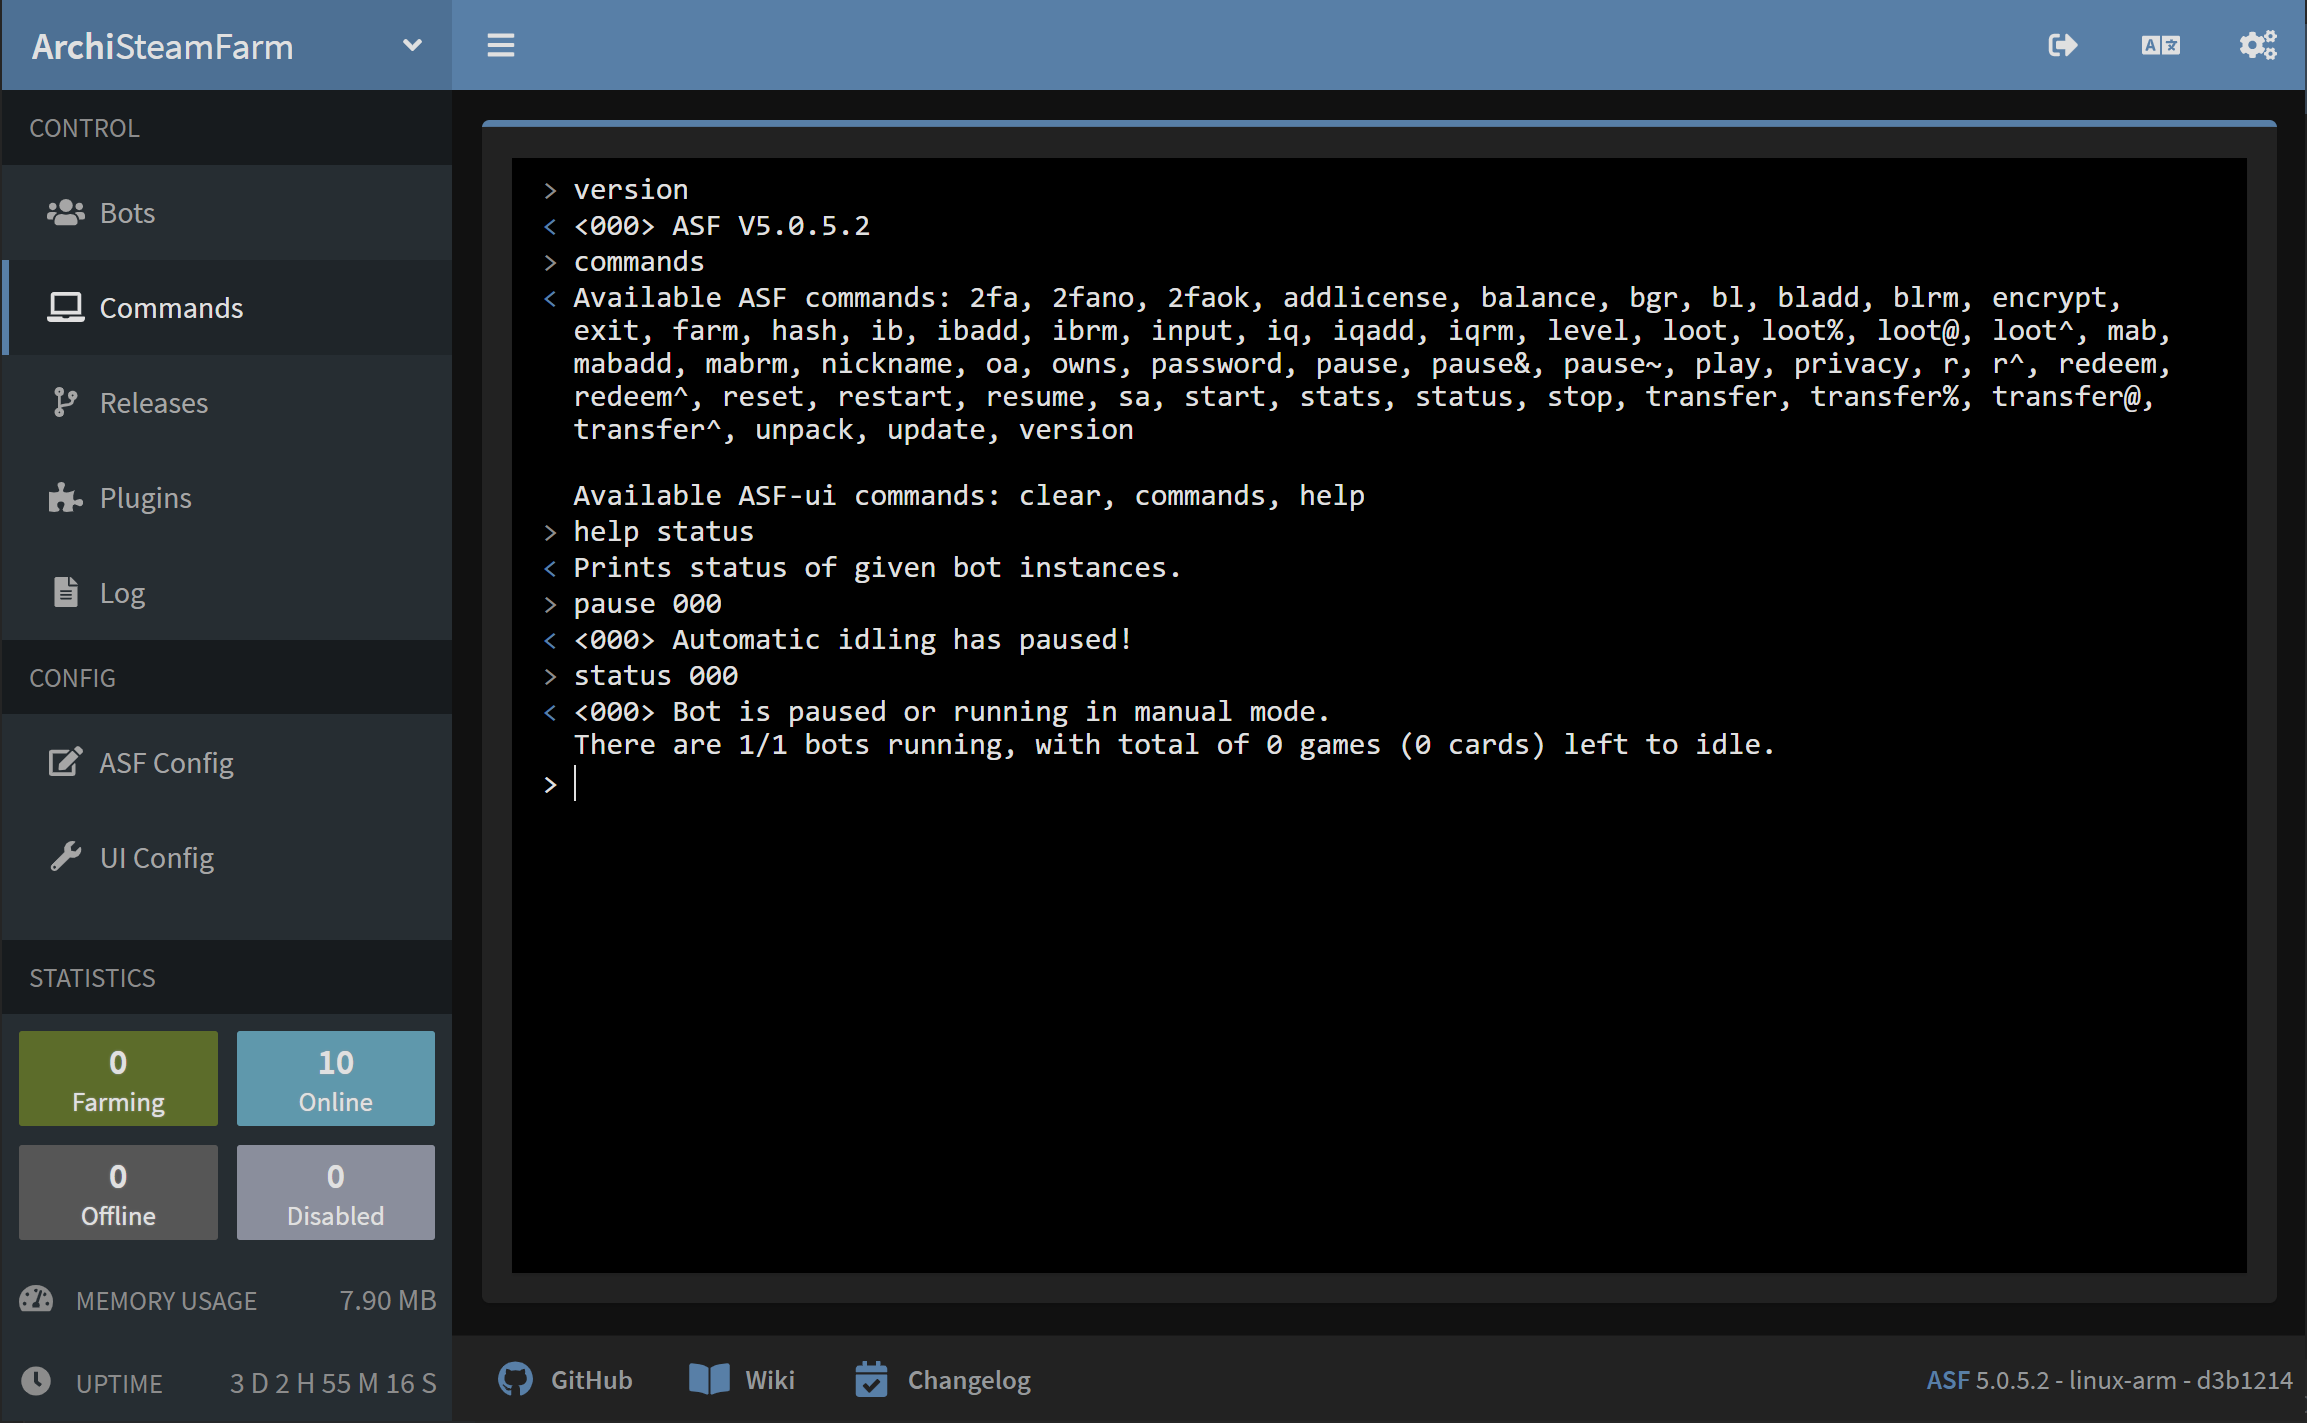 ArchiSteamFarm
CONTROL
Bots
Commands
Releases
Plugins
Log
CONFIG
ASF Config
UI Config
STATISTICS
0
Farming
10
Online
0
Offline
0
Disabled
MEMORY USAGE 7.90 MB
UPTIME 3 D 2 H 55 M 16 S
> version
< <000> ASF V5.0.5.2
> commands
< Available ASF commands: 2fa, 2fano, 2faok, addlicense, balance, bgr, bl, bladd, blrm, encrypt,
exit, farm, hash, ib, ibadd, ibrm, input, iq, iqadd, iqrm, level, loot, loot%, loot@, loot^, mab,
mabadd, mabrm, nickname, oa, owns, password, pause, pause&, pause~, play, privacy, r, r^, redeem,
redeem^, reset, restart, resume, sa, start, stats, status, stop, transfer, transfer%, transfer@,
transfer^, unpack, update, version
Available ASF-ui commands: clear, commands, help
> help status
< Prints status of given bot instances.
> pause 000
< <000> Automatic idling has paused!
> status 000
< <000> Bot is paused or running in manual mode.
There are 1/1 bots running, with total of 0 games (0 cards) left to idle.
>
GitHub
Wiki
Changelog
ASF 5.0.5.2 - linux-arm - d3b1214